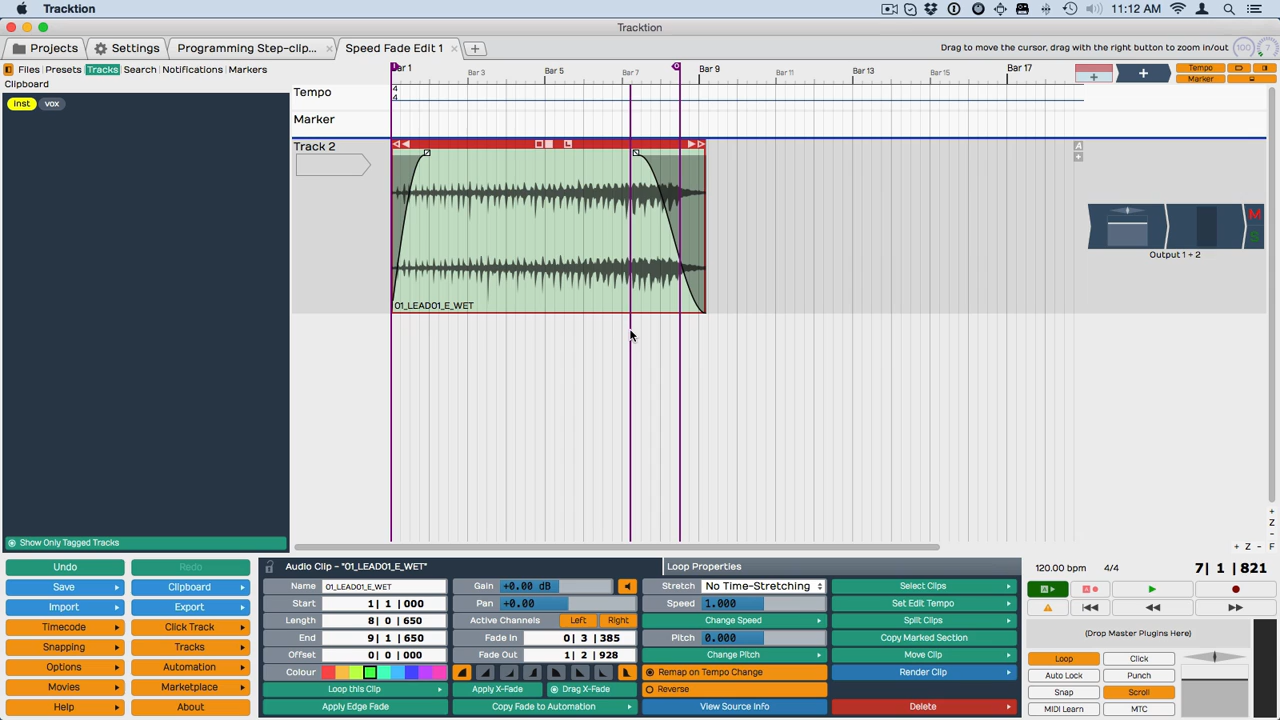 Tracktion
11:12 AM
Tracktion
Projects
Settings
Programming Step-clip...
Speed Fade Edit 1
Drag to move the cursor, drag with the right button to zoom in/out
100
?
Files
Presets
Tracks
Search
Notifications
Markers
Bar 1
Bar 3
Bar 5
Bar 7
Bar 9
Bar 11
Bar 13
Bar 15
Bar 17
Tempo
Marker
Clipboard
inst
vox
Tempo
4
4
Marker
Track 2
L
A
M
S
Output 1 + 2
01_LEAD01_E_WET
Show Only Tagged Tracks
+ Z - F
Undo
Redo
Save
Clipboard
Import
Export
Timecode
Click Track
Snapping
Tracks
Options
Automation
Movies
Marketplace
Help
About
Audio Clip - "01_LEAD01_E_WET"
Loop Properties
Name 01_LEAD01_E_WET
Start 1| 1 | 000
Length 8| 0 | 650
End 9| 1 | 650
Offset 0| 0 | 000
Colour
Loop this Clip
Apply Edge Fade
Gain +0.00 dB
Pan +0.00
Active Channels Left Right
Fade In 0| 3 | 385
Fade Out 1| 2 | 928
Apply X-Fade
Drag X-Fade
Copy Fade to Automation
Stretch No Time-Stretching
Speed 1.000
Change Speed
Pitch 0.000
Change Pitch
Remap on Tempo Change
Reverse
View Source Info
Select Clips
Set Edit Tempo
Split Clips
Copy Marked Section
Move Clip
Render Clip
Delete
120.00 bpm
4/4
7| 1 | 821
A
A
(Drop Master Plugins Here)
Loop
Click
Auto Lock
Punch
Snap
Scroll
MIDI Learn
MTC